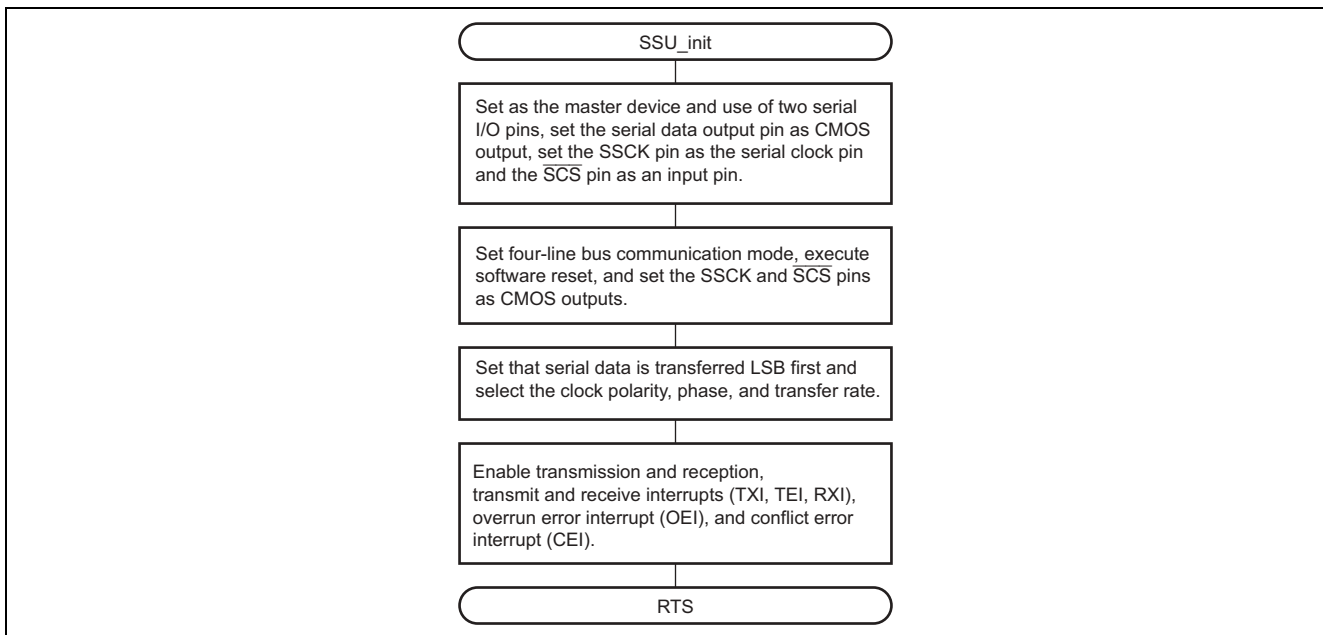 SSU_init
Set as the master device and use of two serial
I/O pins, set the serial data output pin as CMOS
output, set the SSCK pin as the serial clock pin
and the S̅C̅S̅ pin as an input pin.
Set four-line bus communication mode, execute
software reset, and set the SSCK and S̅C̅S̅ pins
as CMOS outputs.
Set that serial data is transferred LSB first and
select the clock polarity, phase, and transfer rate.
Enable transmission and reception,
transmit and receive interrupts (TXI, TEI, RXI),
overrun error interrupt (OEI), and conflict error
interrupt (CEI).
RTS